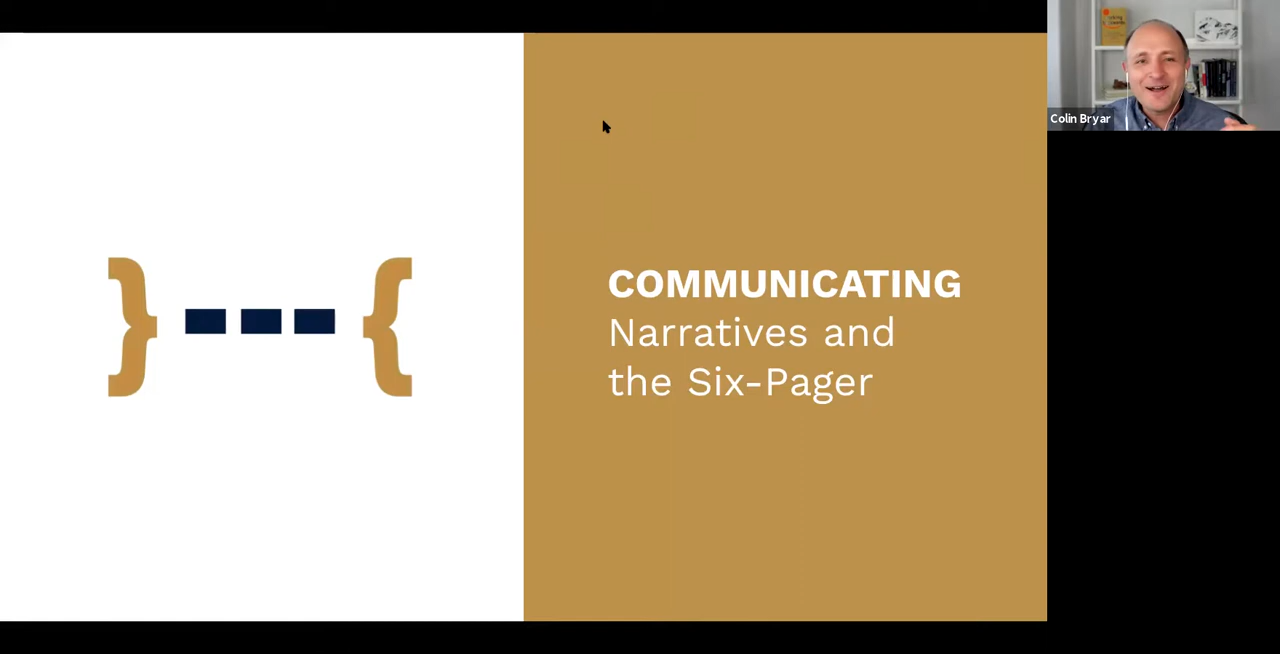 COMMUNICATING
Narratives and
the Six-Pager
Colin Bryar